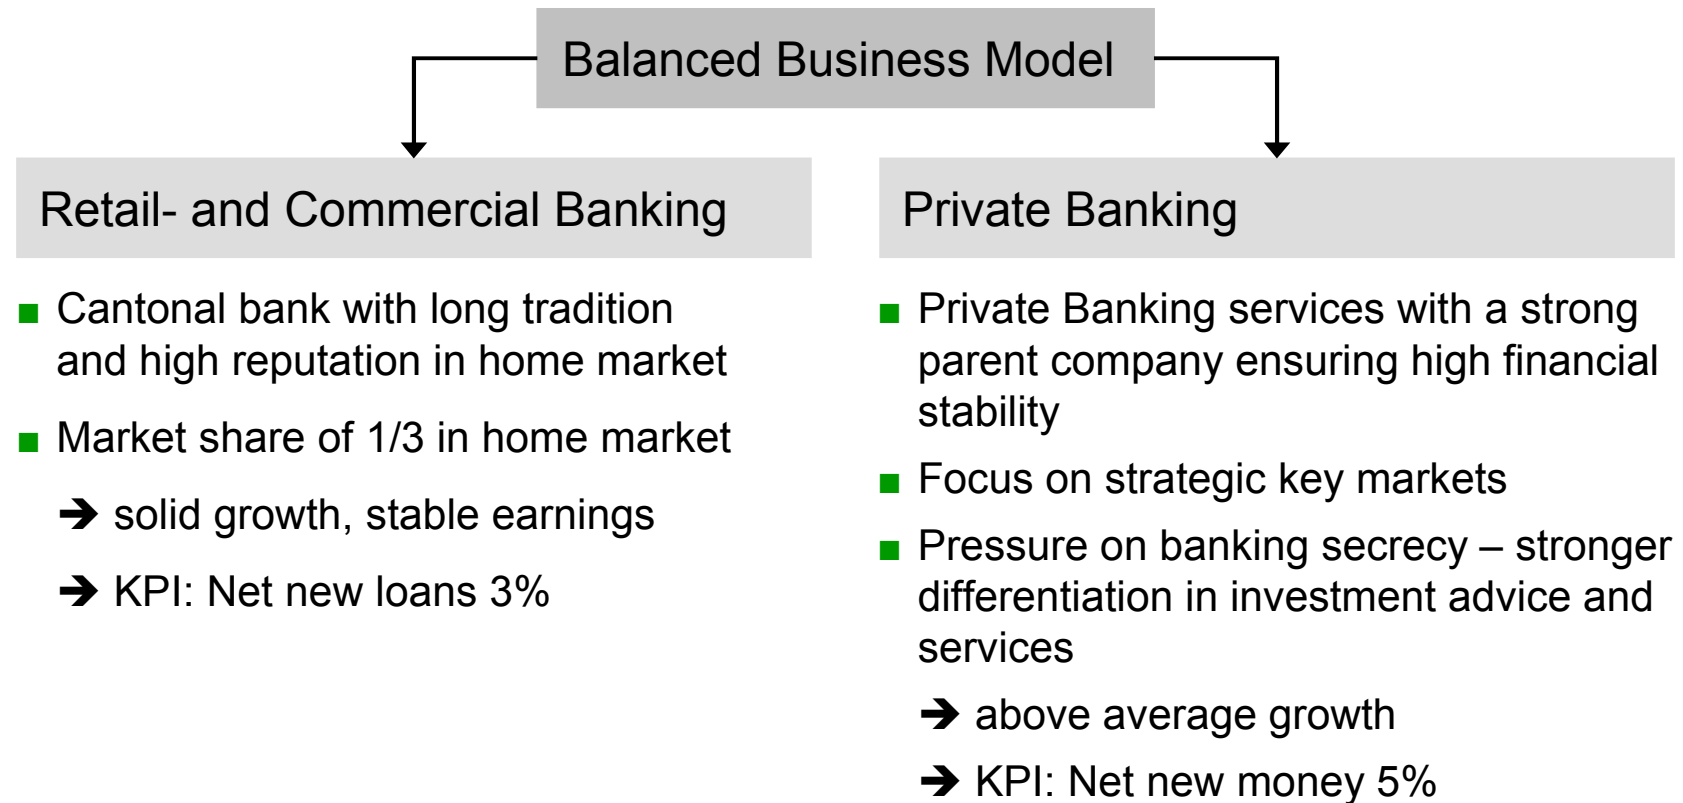 Balanced Business Model
Retail- and Commercial Banking
■ Cantonal bank with long tradition
and high reputation in home market
■ Market share of 1/3 in home market
➔ solid growth, stable earnings
➔ KPI: Net new loans 3%
Private Banking
■ Private Banking services with a strong
parent company ensuring high financial
stability
■ Focus on strategic key markets
■ Pressure on banking secrecy – stronger
differentiation in investment advice and
services
➔ above average growth
➔ KPI: Net new money 5%